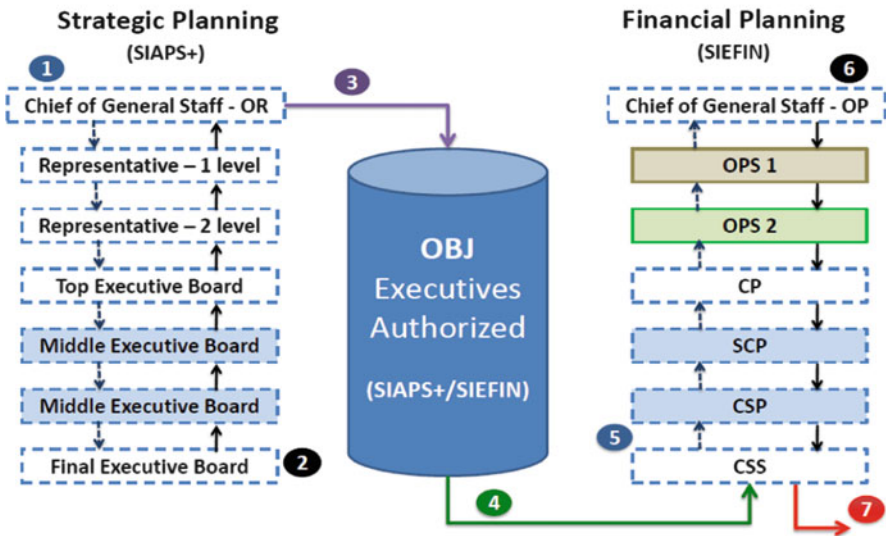 Strategic Planning
(SIAPS+)
1
Chief of General Staff - OR
Representative – 1 level
Representative – 2 level
Top Executive Board
Middle Executive Board
Middle Executive Board
Final Executive Board
2
3
OBJ
Executives
Authorized
(SIAPS+/SIEFIN)
4
Financial Planning
(SIEFIN)
6
Chief of General Staff - OP
OPS 1
OPS 2
CP
SCP
CSP
5
CSS
7